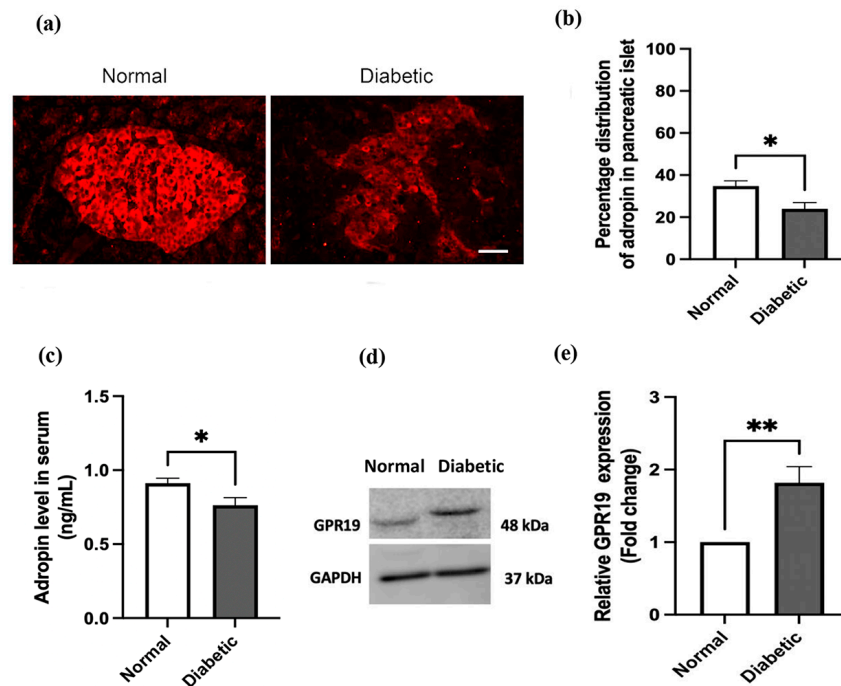 (a)
Normal Diabetic
(b)
Percentage distribution
of adropin in pancreatic islet
100
80
60
40
20
0
*
Normal Diabetic
(c)
Adropin level in serum
(ng/mL)
1.5
1.0
0.5
0.0
*
Normal Diabetic
(d)
Normal Diabetic
GPR19 48 kDa
GAPDH 37 kDa
(e)
Relative GPR19 expression
(Fold change)
3
2
1
0
**
Normal Diabetic